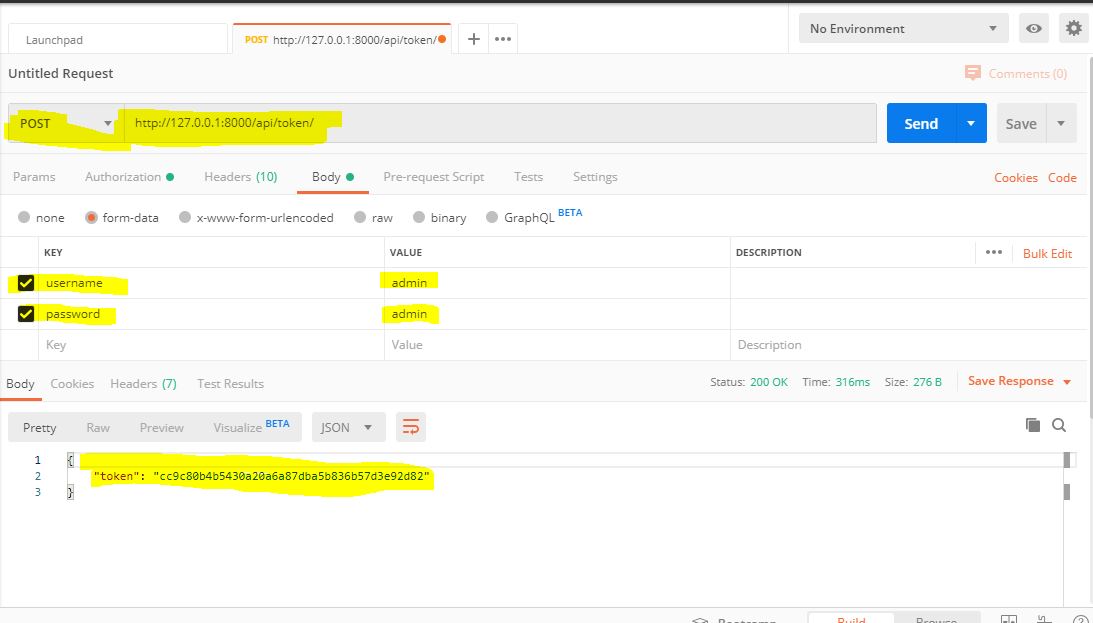 Launchpad
POST http://127.0.0.1:8000/api/token/
No Environment
Untitled Request
Comments (0)
POST http://127.0.0.1:8000/api/token/ Send Save
Params Authorization Headers (10) Body Pre-request Script Tests Settings Cookies Code
none form-data x-www-form-urlencoded raw binary GraphQL BETA
KEY VALUE DESCRIPTION ••• Bulk Edit
username admin
password admin
Key Value Description
Body Cookies Headers (7) Test Results Status: 200 OK Time: 316ms Size: 276 B Save Response
Pretty Raw Preview Visualize BETA JSON
1 {
2 "token": "cc9c80b4b5430a20a6a87dba5b836b57d3e92d82"
3 }
Bootcamp Build Browse